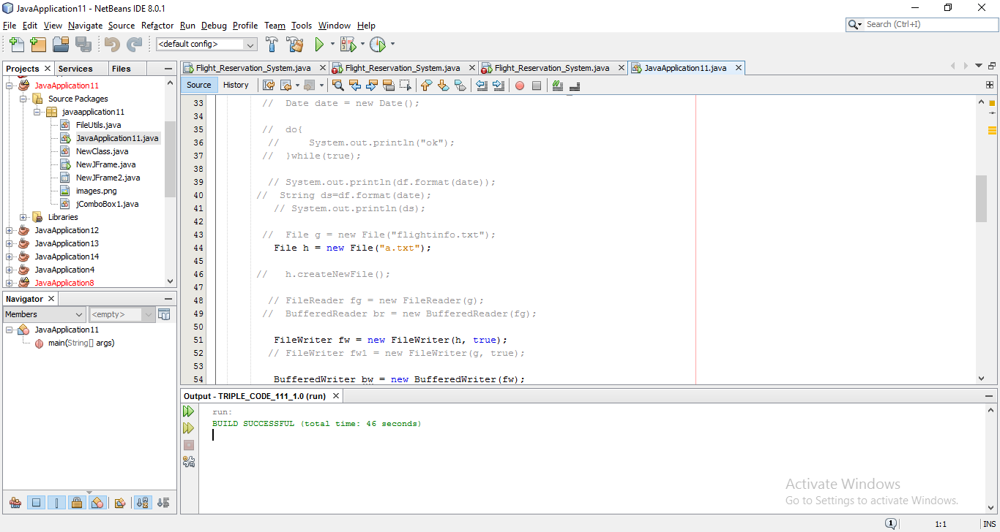 JavaApplication11 - NetBeans IDE 8.0.1
File Edit View Navigate Source Refactor Run Debug Profile Team Tools Window Help
Search (Ctrl+I)
<default config>
Projects Services Files
JavaApplication11
Source Packages
javaapplication11
FileUtils.java
JavaApplication11.java
NewClass.java
NewJFrame.java
NewJFrame2.java
images.png
jComboBox1.java
Libraries
JavaApplication12
JavaApplication13
JavaApplication14
JavaApplication4
JavaApplication8
Navigator
Members <empty>
JavaApplication11
main(String[] args)
Flight_Reservation_System.java Flight_Reservation_System.java Flight_Reservation_System.java JavaApplication11.java
Source History
33 // Date date = new Date();
34
35 // do{
36 // System.out.println("ok");
37 // }while(true);
38
39 // System.out.println(df.format(date));
40 // String ds=df.format(date);
41 // System.out.println(ds);
42
43 // File g = new File("flightinfo.txt");
44 File h = new File("a.txt");
45
46 // h.createNewFile();
47
48 // FileReader fg = new FileReader(g);
49 // BufferedReader br = new BufferedReader(fg);
50
51 FileWriter fw = new FileWriter(h, true);
52 // FileWriter fw1 = new FileWriter(g, true);
53
54 BufferedWriter bw = new BufferedWriter(fw);
Output - TRIPLE_CODE_111_1.0 (run)
run:
BUILD SUCCESSFUL (total time: 46 seconds)
Activate Windows
Go to Settings to activate Windows.
1 1:1 INS